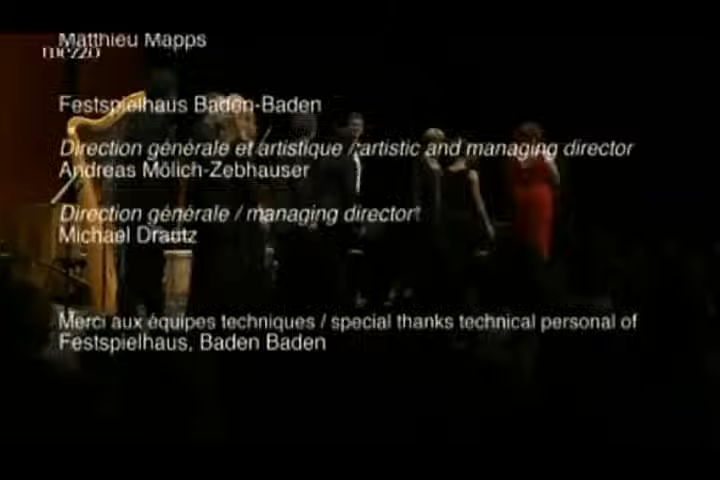 Matthieu Mapps
mezzo
Festspielhaus Baden-Baden
Direction générale et artistique / artistic and managing director
Andreas Mölich-Zebhauser
Direction générale / managing director
Michael Drautz
Merci aux équipes techniques / special thanks technical personal of
Festspielhaus, Baden Baden